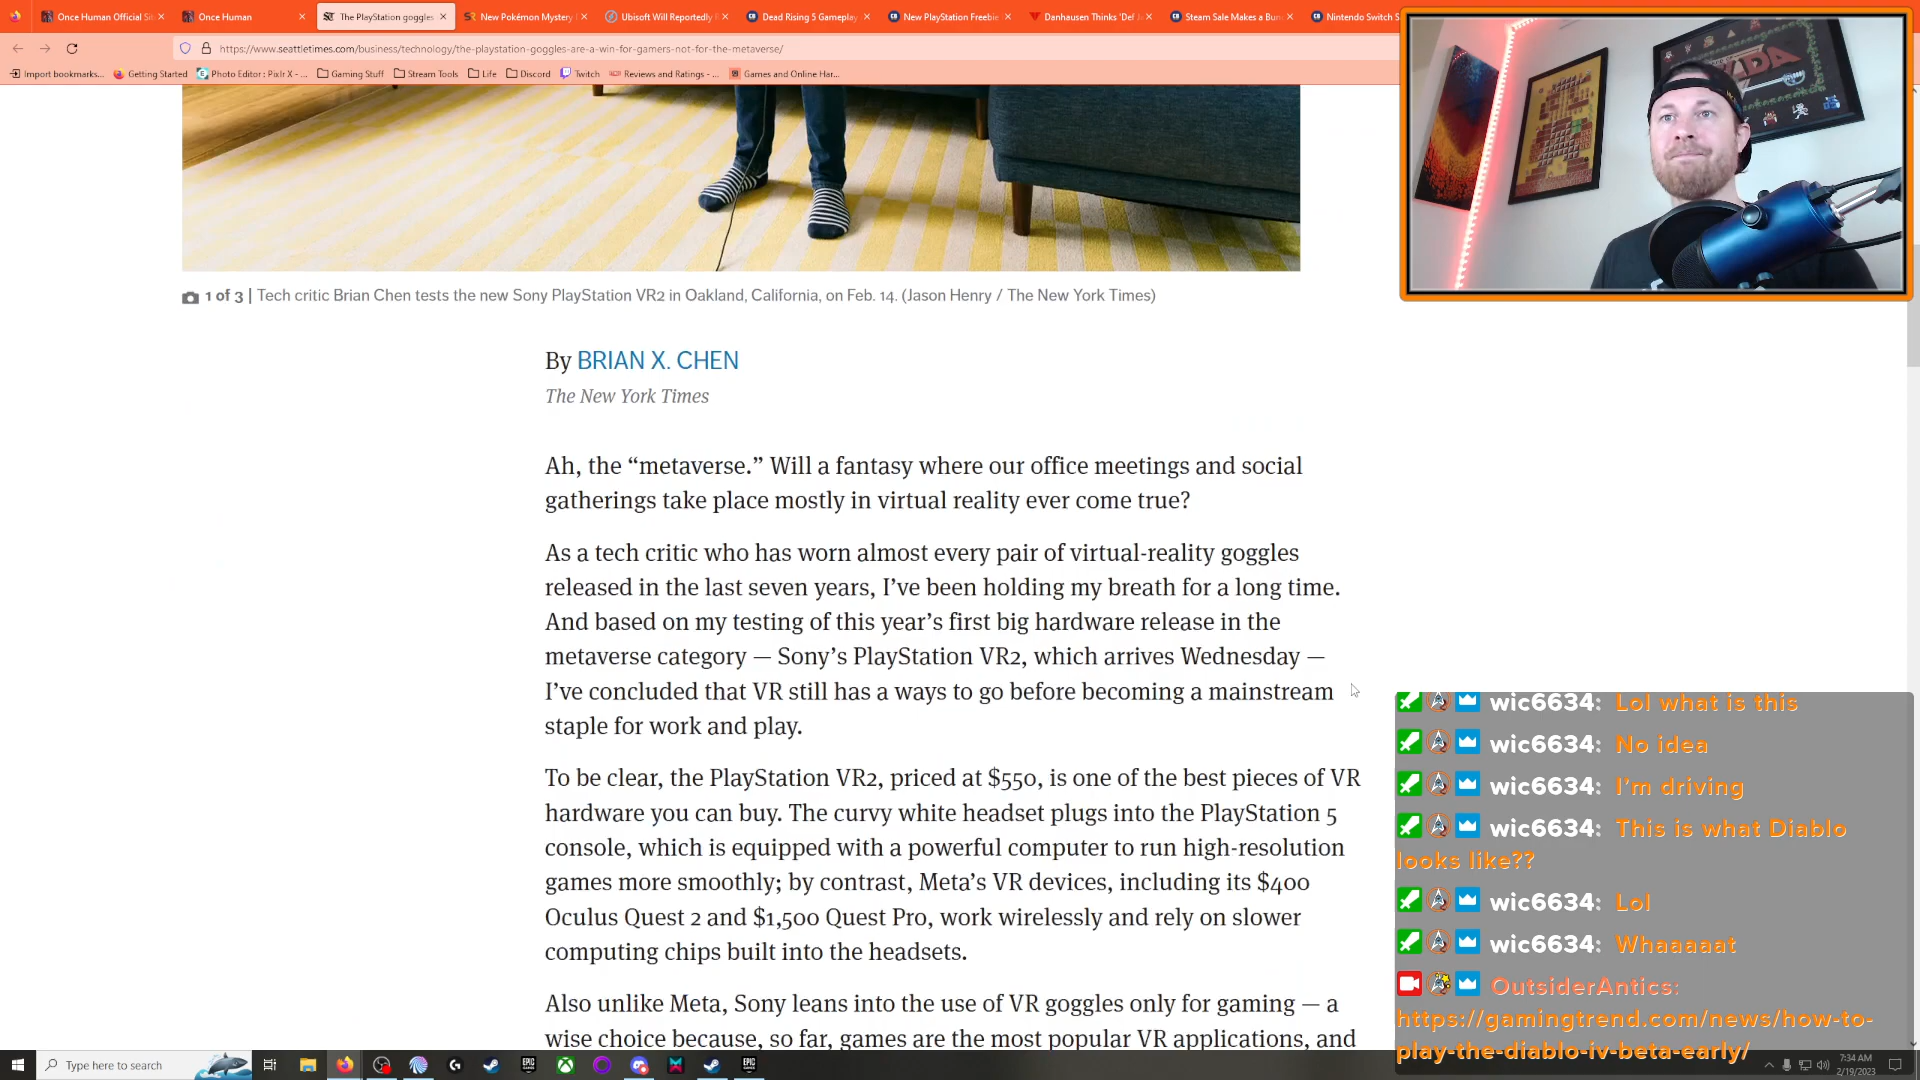 Once Human Official Sit
Once Human
The PlayStation goggles
New Pokémon Mystery
Ubisoft Will Reportedly
Dead Rising 5 Gameplay
New PlayStation Freebie
Danhausen Thinks 'Del
Steam Sale Makes a Bun
Nintendo Switch S
https://www.seattletimes.com/business/technology/the-playstation-goggles-are-a-win-for-gamers-not-for-the-metaverse/
Import bookmarks...
Getting Started
Photo Editor : Pixlr X - ...
Gaming Stuff
Stream Tools
Life
Discord
Twitch
Reviews and Ratings - ...
Games and Online Har...
1 of 3 | Tech critic Brian Chen tests the new Sony PlayStation VR2 in Oakland, California, on Feb. 14. (Jason Henry / The New York Times)
By BRIAN X. CHEN
The New York Times
Ah, the “metaverse.” Will a fantasy where our office meetings and social
gatherings take place mostly in virtual reality ever come true?
As a tech critic who has worn almost every pair of virtual-reality goggles
released in the last seven years, I’ve been holding my breath for a long time.
And based on my testing of this year’s first big hardware release in the
metaverse category — Sony’s PlayStation VR2, which arrives Wednesday —
I’ve concluded that VR still has a ways to go before becoming a mainstream
staple for work and play.
To be clear, the PlayStation VR2, priced at $550, is one of the best pieces of VR
hardware you can buy. The curvy white headset plugs into the PlayStation 5
console, which is equipped with a powerful computer to run high-resolution
games more smoothly; by contrast, Meta’s VR devices, including its $400
Oculus Quest 2 and $1,500 Quest Pro, work wirelessly and rely on slower
computing chips built into the headsets.
Also unlike Meta, Sony leans into the use of VR goggles only for gaming — a
wise choice because, so far, games are the most popular VR applications, and
wic6634: Lol what is this
wic6634: No idea
wic6634: I'm driving
wic6634: This is what Diablo
looks like??
wic6634: Lol
wic6634: Whaaaaat
OutsiderAntics:
https://gamingtrend.com/news/how-to-
play-the-diablo-iv-beta-early/
Type here to search
7:34 AM
2/19/2023